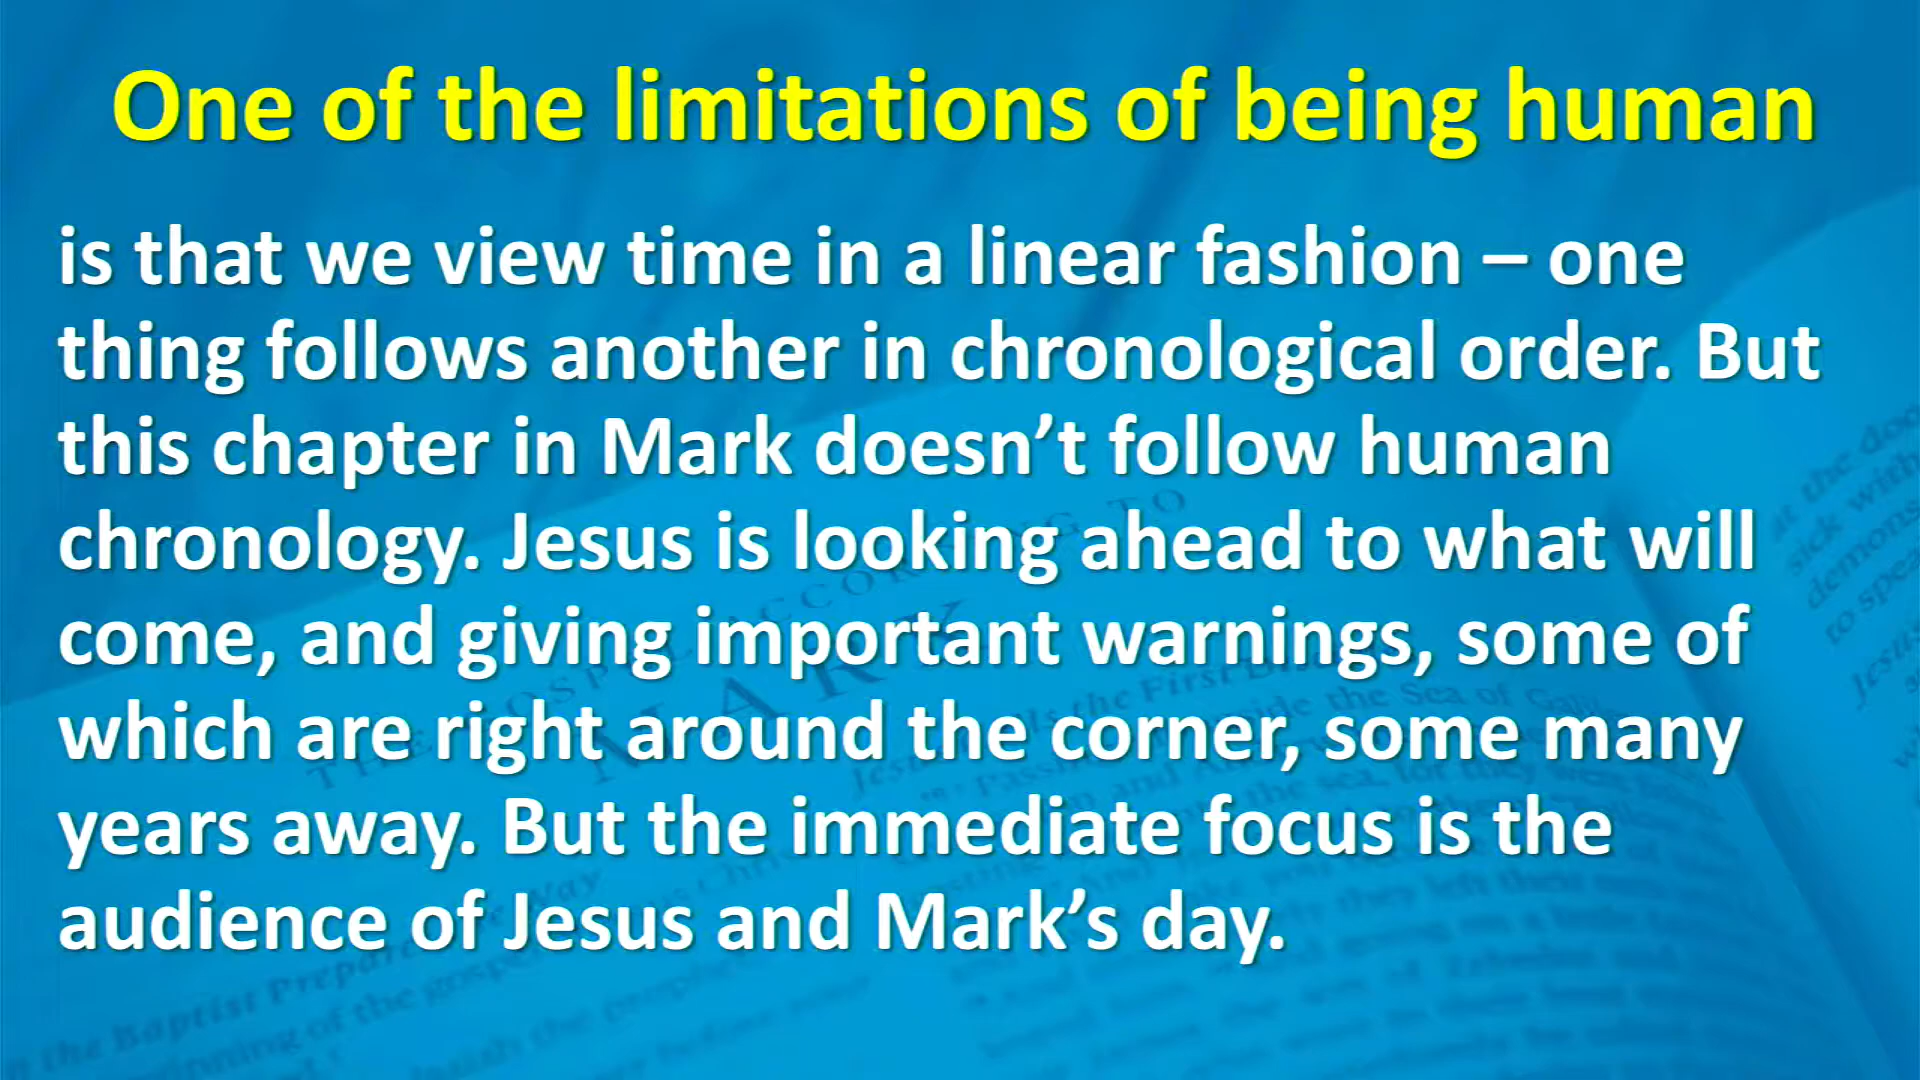 One of the limitations of being human
is that we view time in a linear fashion – one
thing follows another in chronological order. But
this chapter in Mark doesn’t follow human
chronology. Jesus is looking ahead to what will
come, and giving important warnings, some of
which are right around the corner, some many
years away. But the immediate focus is the
audience of Jesus and Mark’s day.